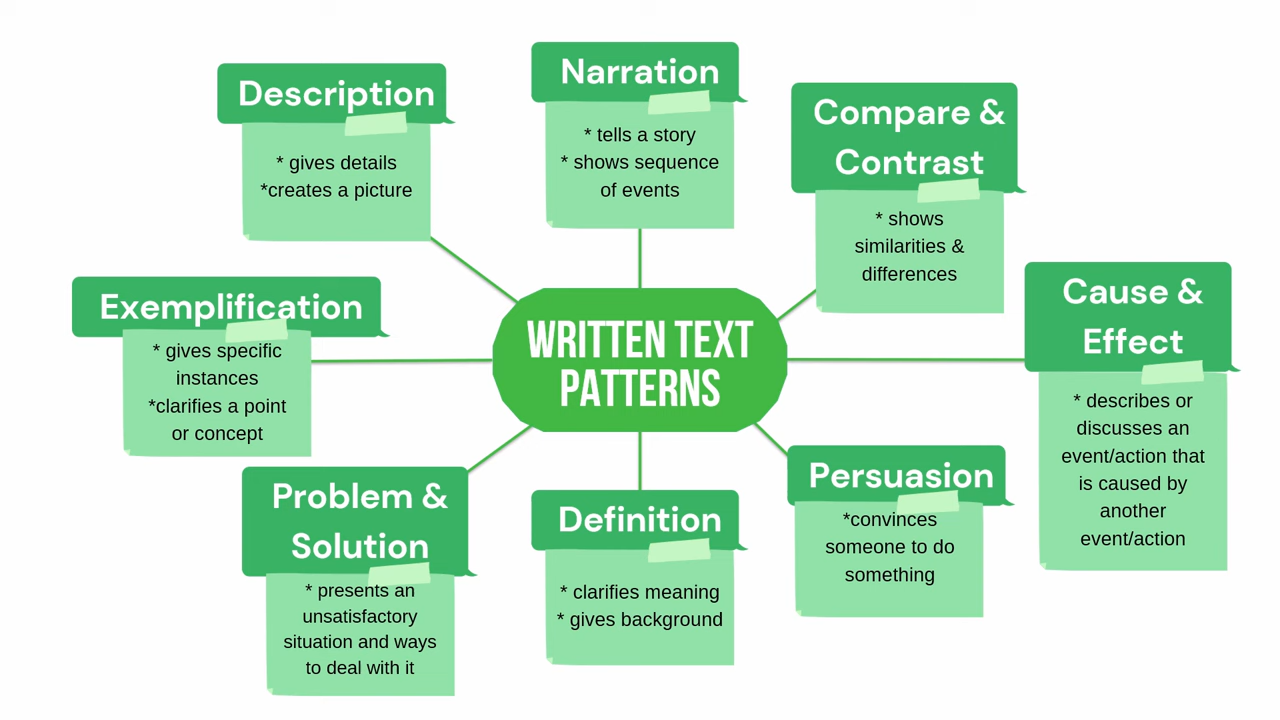 Description
* gives details
*creates a picture
Narration
* tells a story
* shows sequence
of events
Compare &
Contrast
* shows
similarities &
differences
Exemplification
* gives specific
instances
*clarifies a point
or concept
WRITTEN TEXT
PATTERNS
Cause &
Effect
* describes or
discusses an
event/action that
is caused by
another
event/action
Problem &
Solution
* presents an
unsatisfactory
situation and ways
to deal with it
Definition
* clarifies meaning
* gives background
Persuasion
*convinces
someone to do
something